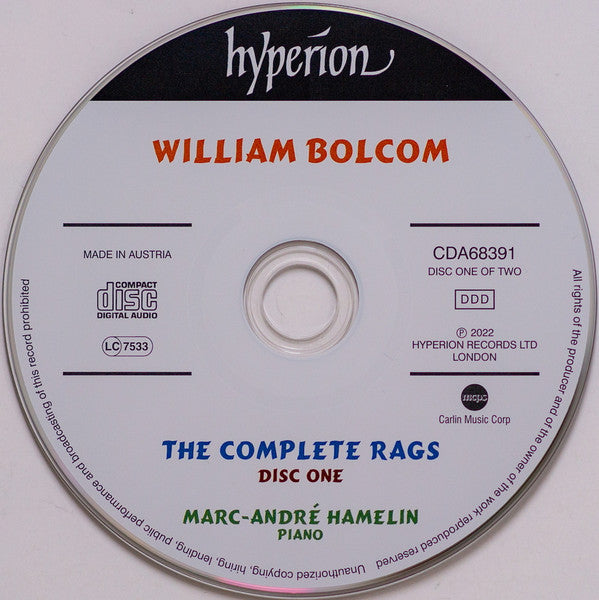 hyperion
WILLIAM BOLCOM
MADE IN AUSTRIA
COMPACT
disc
DIGITAL AUDIO
LC 7533
CDA68391
DISC ONE OF TWO
DDD
℗ 2022
HYPERION RECORDS LTD
LONDON
mcps
Carlin Music Corp
THE COMPLETE RAGS
DISC ONE
MARC-ANDRÉ HAMELIN
PIANO
All rights of the producer and of the owner of the work reproduced reserved. Unauthorized copying, hiring, lending, public performance and broadcasting of this record prohibited